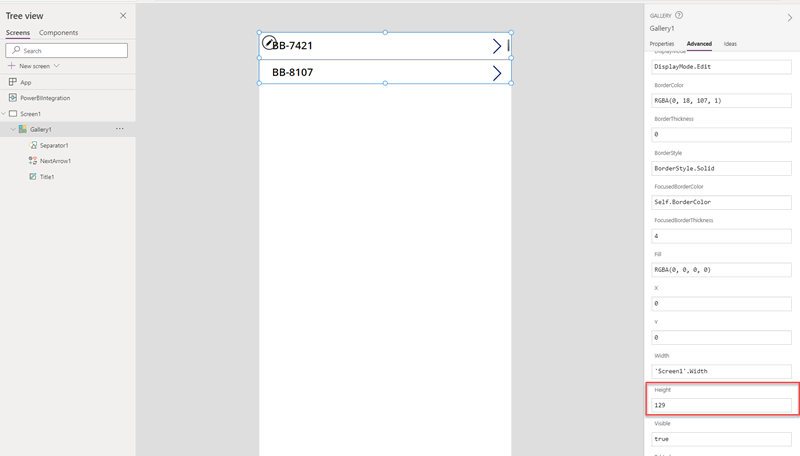 Tree view
Screens Components
Search
New screen
App
PowerBIIntegration
Screen1
Gallery1
Separator1
NextArrow1
Title1
BB-7421
BB-8107
GALLERY
Gallery1
Properties Advanced Ideas
DisplayMode
DisplayMode.Edit
BorderColor
RGBA(0, 18, 107, 1)
BorderThickness
0
BorderStyle
BorderStyle.Solid
FocusedBorderColor
Self.BorderColor
FocusedBorderThickness
4
Fill
RGBA(0, 0, 0, 0)
X
0
Y
0
Width
'Screen1'.Width
Height
129
Visible
true